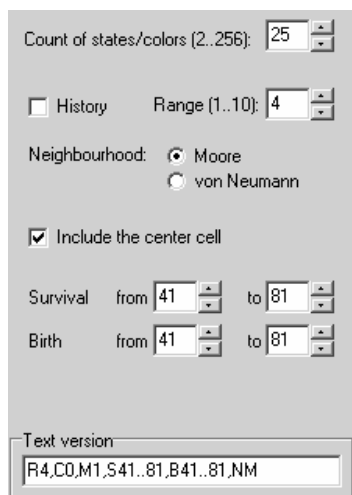 Count of states/colors (2..256): 25
History Range (1..10): 4
Neighbourhood: Moore
von Neumann
Include the center cell
Survival from 41 to 81
Birth from 41 to 81
Text version
R4,C0,M1,S41..81,B41..81,NM